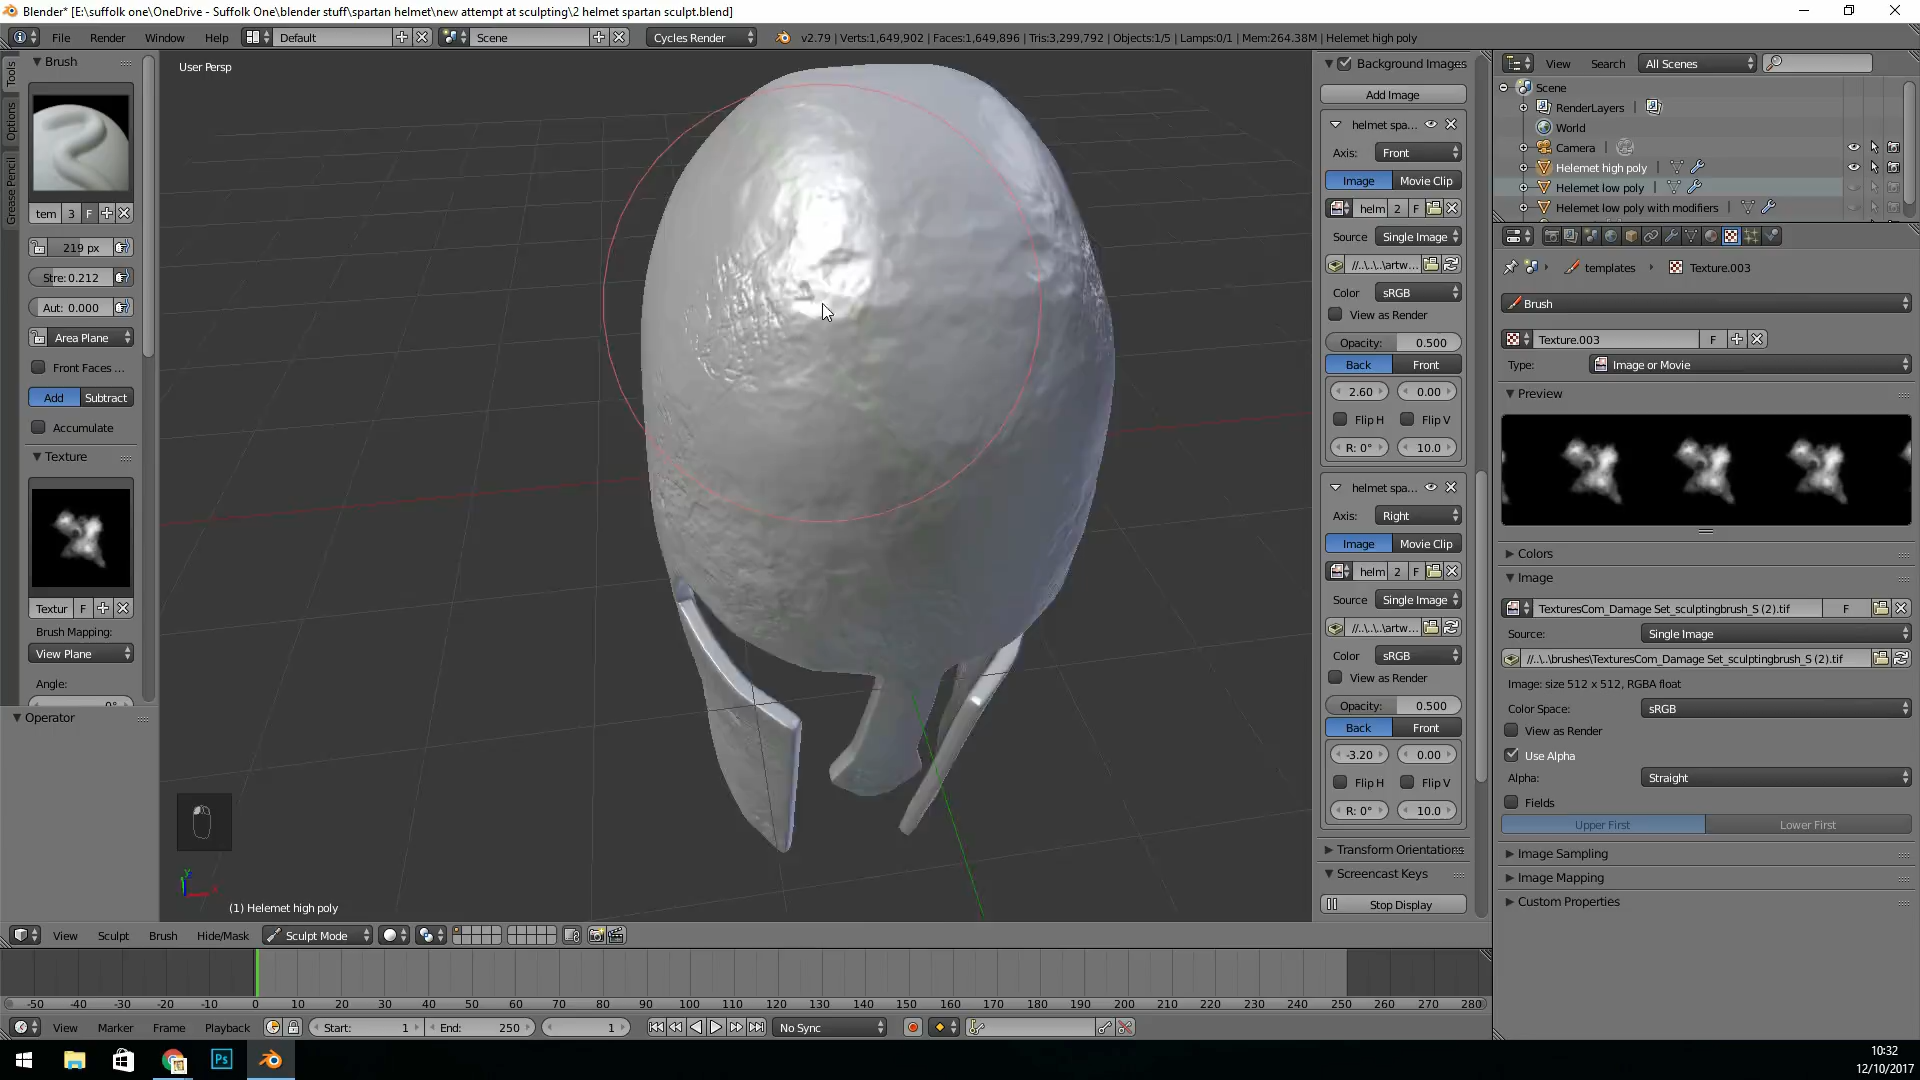 Blender* [E:\suffolk one\OneDrive - Suffolk One\blender stuff\spartan helmet\new attempt at sculpting\2 helmet spartan sculpt.blend]
File Render Window Help Default Scene Cycles Render v2.79 | Verts:1,649,902 | Faces:1,649,896 | Tris:3,299,792 | Objects:1/5 | Lamps:0/1 | Mem:264.38M | Helemet high poly
Tools
Options
Grease Pencil
Brush
tem 3 F
219 px
Stre: 0.212
Aut: 0.000
Area Plane
Front Faces ...
Add Subtract
Accumulate
Texture
Textur F
Brush Mapping:
View Plane
Angle:
0°
Operator
User Persp
(1) Helemet high poly
Background Images
Add Image
helmet spa...
Axis: Front
Image Movie Clip
helm 2 F
Source Single Image
//..\..\..\artw...
Color sRGB
View as Render
Opacity: 0.500
Back Front
2.60 0.00
Flip H Flip V
R: 0° 10.0
helmet spa...
Axis: Right
Image Movie Clip
helm 2 F
Source Single Image
//..\..\..\artw...
Color sRGB
View as Render
Opacity: 0.500
Back Front
-3.20 0.00
Flip H Flip V
R: 0° 10.0
Transform Orientations
Screencast Keys
Stop Display
View Search All Scenes
Scene
RenderLayers
World
Camera
Helemet high poly
Helemet low poly
Helemet low poly with modifiers
templates Texture.003
Brush
Texture.003 F
Type: Image or Movie
Preview
Colors
Image
TexturesCom_Damage Set_sculptingbrush_S (2).tif F
Source: Single Image
//..\..\brushes\TexturesCom_Damage Set_sculptingbrush_S (2).tif
Image: size 512 x 512, RGBA float
Color Space: sRGB
View as Render
Use Alpha
Alpha: Straight
Fields
Upper First Lower First
Image Sampling
Image Mapping
Custom Properties
View Sculpt Brush Hide/Mask Sculpt Mode
-50 -40 -30 -20 -10 0 10 20 30 40 50 60 70 80 90 100 110 120 130 140 150 160 170 180 190 200 210 220 230 240 250 260 270 280
View Marker Frame Playback Start: 1 End: 250 1 No Sync
Ps
10:32
12/10/2017